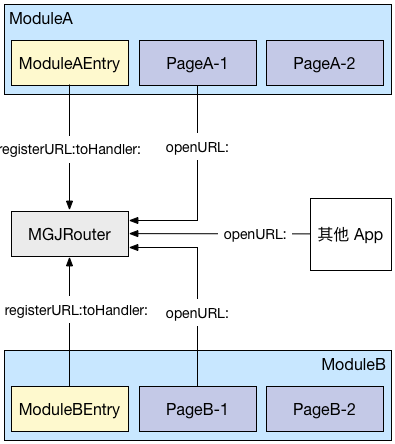 ModuleA
ModuleAEntry
PageA-1
PageA-2
registerURL:toHandler:
openURL:
MGJRouter
openURL:
其他 App
registerURL:toHandler:
openURL:
ModuleB
ModuleBEntry
PageB-1
PageB-2